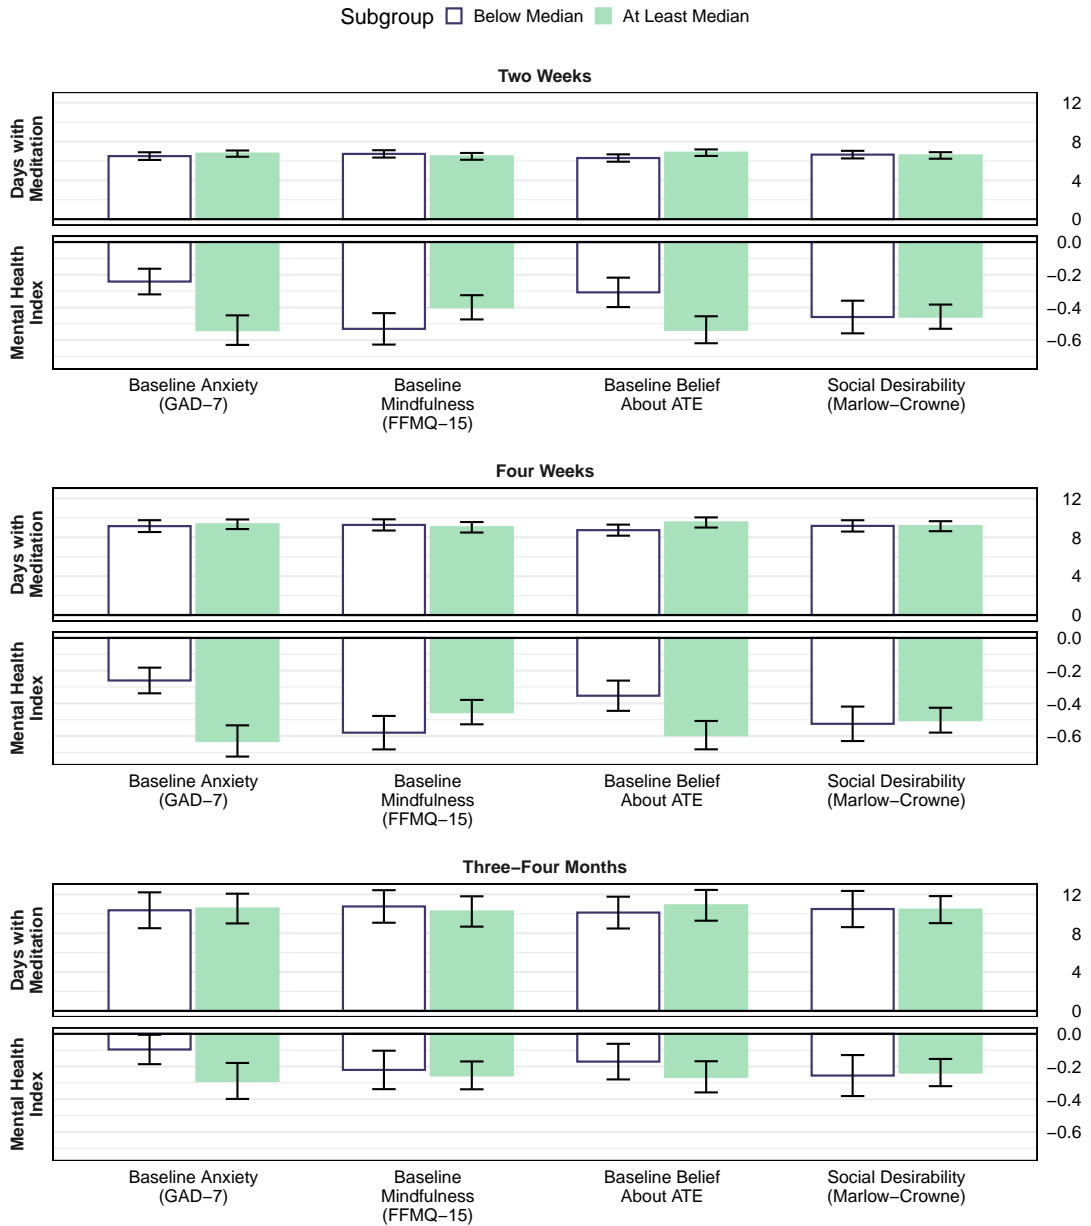 Subgroup Below Median At Least Median
Two Weeks
Days with
Meditation
12
8
4
0
Mental Health
Index
0.0
−0.2
−0.4
−0.6
Baseline Anxiety
(GAD−7)
Baseline
Mindfulness
(FFMQ−15)
Baseline Belief
About ATE
Social Desirability
(Marlow−Crowne)
Four Weeks
Days with
Meditation
12
8
4
0
Mental Health
Index
0.0
−0.2
−0.4
−0.6
Baseline Anxiety
(GAD−7)
Baseline
Mindfulness
(FFMQ−15)
Baseline Belief
About ATE
Social Desirability
(Marlow−Crowne)
Three−Four Months
Days with
Meditation
12
8
4
0
Mental Health
Index
0.0
−0.2
−0.4
−0.6
Baseline Anxiety
(GAD−7)
Baseline
Mindfulness
(FFMQ−15)
Baseline Belief
About ATE
Social Desirability
(Marlow−Crowne)